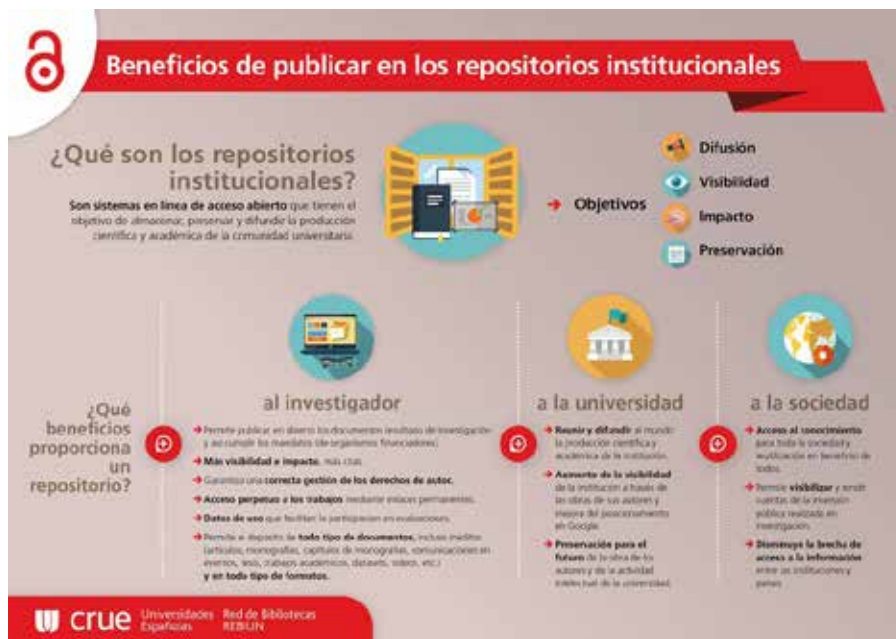 Beneficios de publicar en los repositorios institucionales
¿Qué son los repositorios
institucionales?
Son sistemas en línea de acceso abierto que tienen el
objetivo de almacenar, preservar y difundir la producción
científica y académica de la comunidad universitaria.
Objetivos
Difusión
Visibilidad
Impacto
Preservación
¿Qué
beneficios
proporciona
un
repositorio?
al investigador
Permite publicar en abierto los documentos resultado de investigación
y así cumplir los mandatos (de organismos financiadores).
Más visibilidad e impacto, más citas.
Garantiza una correcta gestión de los derechos de autor.
Acceso perpetuo a los trabajos mediante enlaces permanentes.
Datos de uso que facilitan la participación en evaluaciones.
Permite el depósito de todo tipo de documentos, incluso inéditos
(artículos, monografías, capítulos de monografías, comunicaciones en
eventos, tesis, trabajos académicos, datasets, vídeos, etc.)
y en todo tipo de formatos.
a la universidad
Reunir y difundir al mundo
la producción científica y
académica de la institución.
Aumento de la visibilidad
de la institución a través de
las obras de sus autores y
mejora del posicionamiento
en Google.
Preservación para el
futuro de la obra de los
autores y de la actividad
intelectual de la universidad.
a la sociedad
Acceso al conocimiento
para toda la sociedad y
reutilización en beneficio de
todos.
Permite visibilizar y rendir
cuentas de la inversión
pública realizada en
investigación.
Disminuye la brecha de
acceso a la información
entre las instituciones y
países.
crue
Universidades
Españolas
Red de Bibliotecas
REBIUN